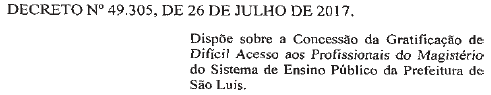 DECRETO Nº 49.305, DE 26 DE JULHO DE 2017.
Dispõe sobre a Concessão da Gratificação de
Difícil Acesso aos Profissionais do Magistério
do Sistema de Ensino Público da Prefeitura de
São Luis.